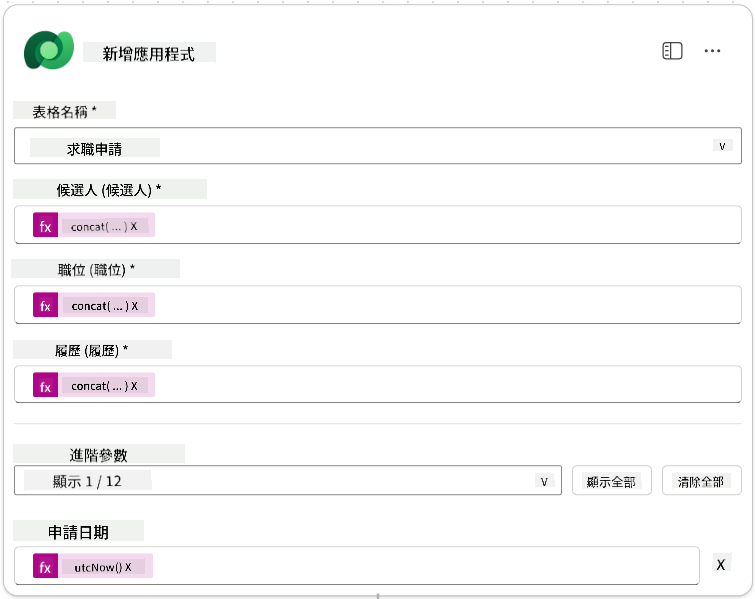 新增應用程式
表格名稱 *
求職申請
候選人 (候選人) *
fx concat( ... ) X
職位 (職位) *
fx concat( ... ) X
履歷 (履歷) *
fx concat( ... ) X
進階參數
顯示 1 / 12
顯示全部
清除全部
申請日期
fx utcNow() X
X